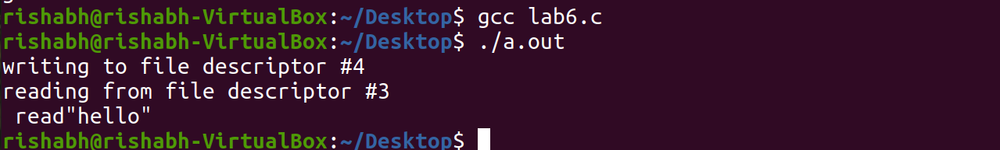 rishabh@rishabh-VirtualBox:~/Desktop$ gcc lab6.c
rishabh@rishabh-VirtualBox:~/Desktop$ ./a.out
writing to file descriptor #4
reading from file descriptor #3
 read"hello"
rishabh@rishabh-VirtualBox:~/Desktop$